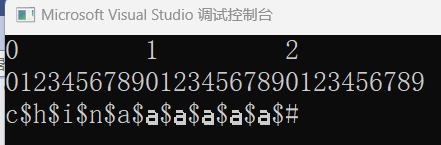 Microsoft Visual Studio 调试控制台
0         1         2
012345678901234567890123456789
c$h$i$n$a$a$a$a$a$a$#